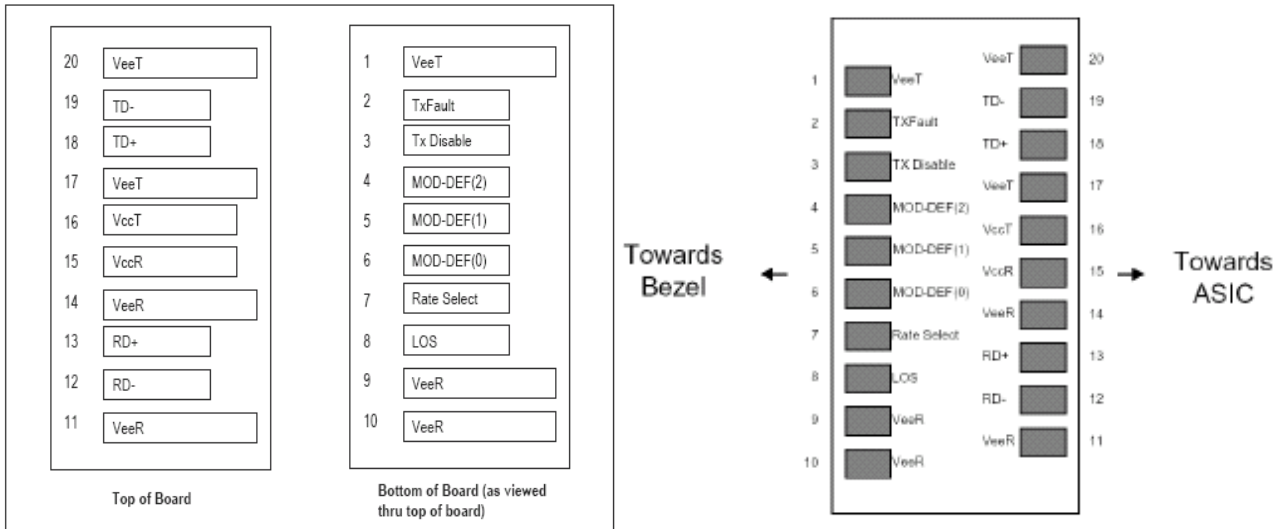 20 VeeT
19 TD-
18 TD+
17 VeeT
16 VccT
15 VccR
14 VeeR
13 RD+
12 RD-
11 VeeR
Top of Board
1 VeeT
2 TxFault
3 Tx Disable
4 MOD-DEF(2)
5 MOD-DEF(1)
6 MOD-DEF(0)
7 Rate Select
8 LOS
9 VeeR
10 VeeR
Bottom of Board (as viewed
thru top of board)
Towards
Bezel
1 VeeT
2 TXFault
3 TX Disable
4 MOD-DEF(2)
5 MOD-DEF(1)
6 MOD-DEF(0)
7 Rate Select
8 LOS
9 VeeR
10 VeeR
VeeT 20
TD- 19
TD+ 18
VeeT 17
VccT 16
VccR 15
VeeR 14
RD+ 13
RD- 12
VeeR 11
Towards
ASIC